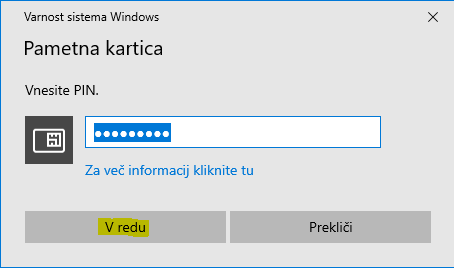 Varnost sistema Windows
Pametna kartica
Vnesite PIN.
●●●●●●●●●
Za več informacij kliknite tu
V redu
Prekliči